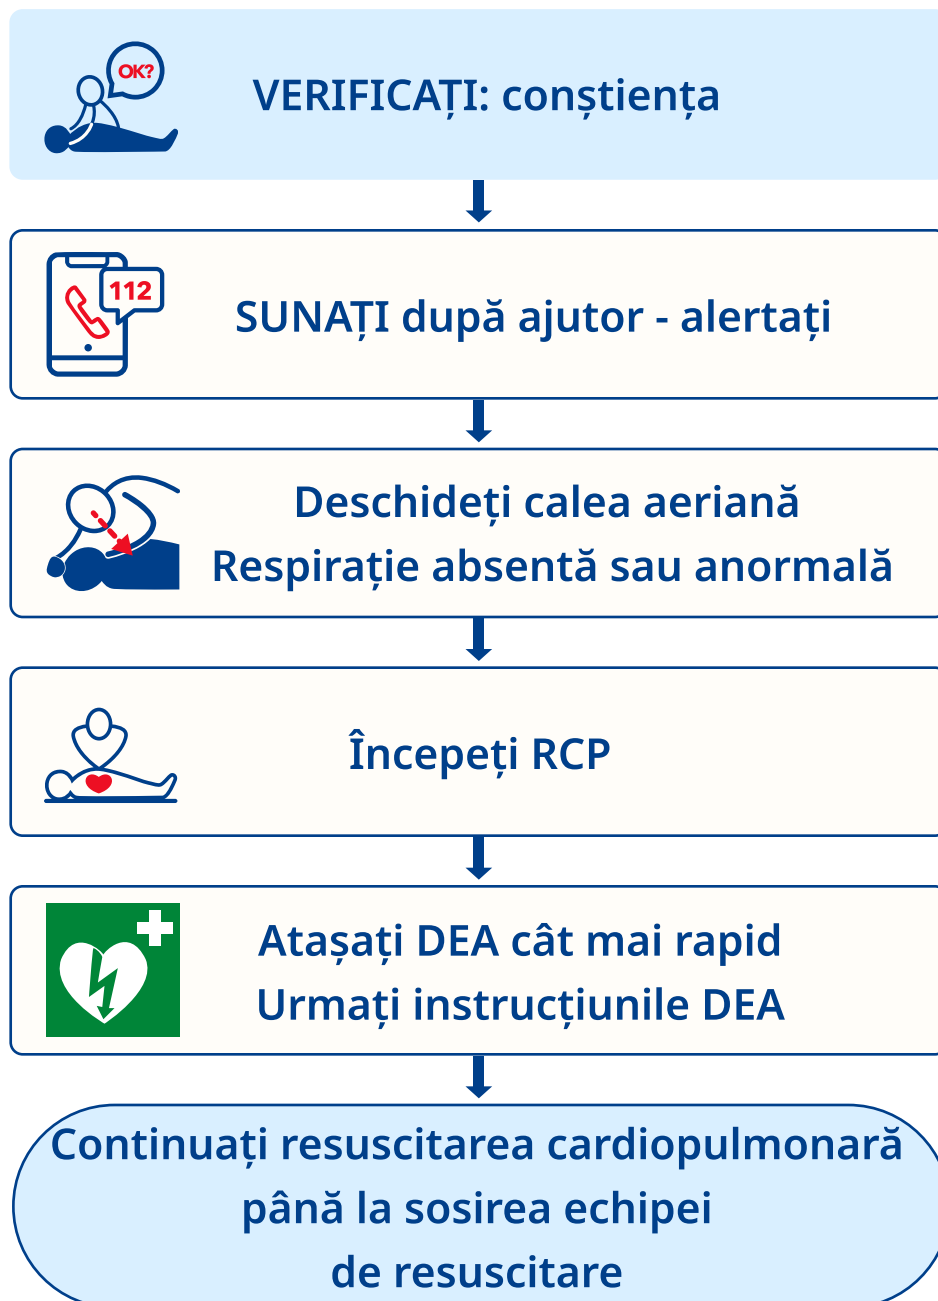 OK?
VERIFICAȚI: conștiența
112
SUNAȚI după ajutor - alertați
Deschideți calea aeriană
Respirație absentă sau anormală
Începeți RCP
Atașați DEA cât mai rapid
Urmați instrucțiunile DEA
Continuați resuscitarea cardiopulmonară
până la sosirea echipei
de resuscitare